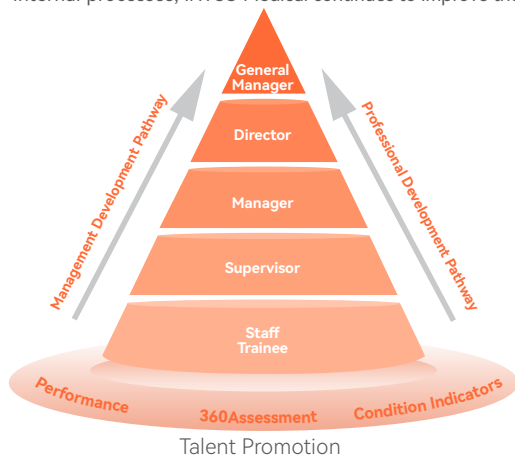 General
Manager
Director
Manager
Supervisor
Staff
Trainee
Management Development Pathway
Professional Development Pathway
Performance
360Assessment
Condition Indicators
Talent Promotion